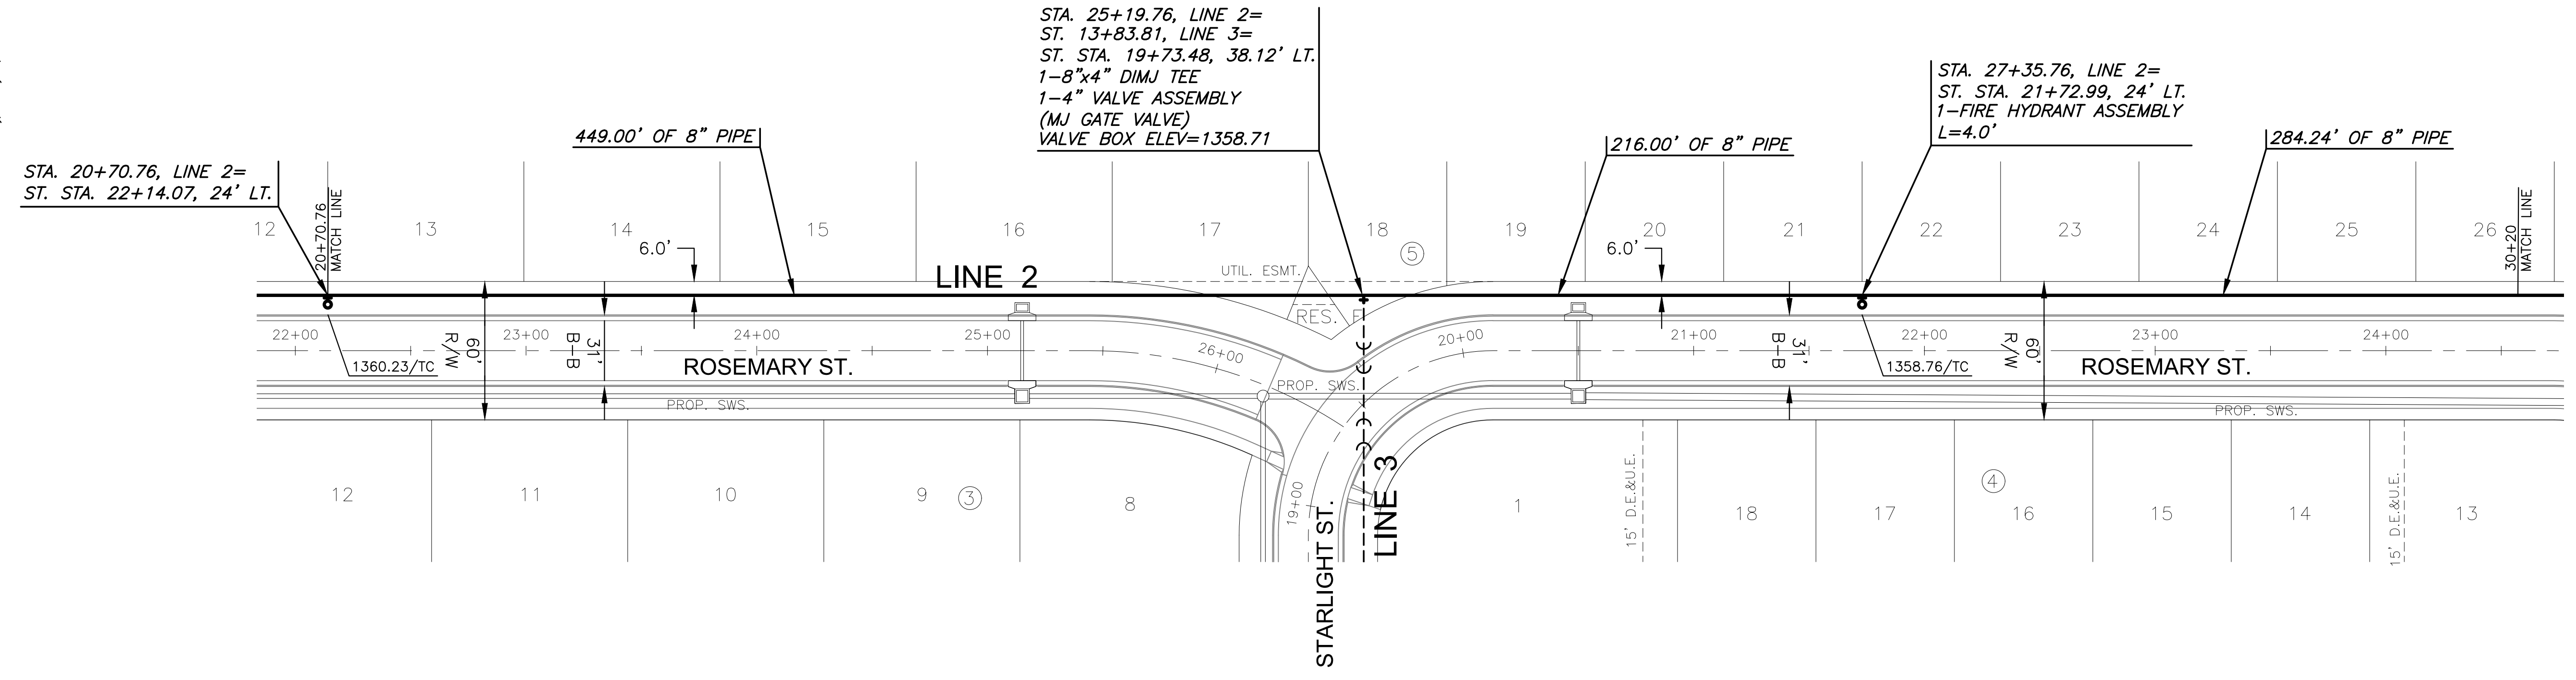 STA. 25+19.76, LINE 2=
ST. 13+83.81, LINE 3=
ST. STA. 19+73.48, 38.12' LT.
1-8"x4" DIMJ TEE
1-4" VALVE ASSEMBLY
(MJ GATE VALVE)
VALVE BOX ELEV=1358.71
STA. 27+35.76, LINE 2=
ST. STA. 21+72.99, 24' LT.
1-FIRE HYDRANT ASSEMBLY
L=4.0'
449.00' OF 8" PIPE
216.00' OF 8" PIPE
284.24' OF 8" PIPE
STA. 20+70.76, LINE 2=
ST. STA. 22+14.07, 24' LT.
20+70.76
MATCH LINE
30+20
MATCH LINE
12
13
14
15
16
17
18
19
20
21
22
23
24
25
26
6.0'
5
6.0'
LINE 2
UTIL. ESMT.
RES. F
22+00
23+00
24+00
25+00
26+00
20+00
21+00
22+00
23+00
24+00
1360.23/TC
60'
R/W
31'
B-B
ROSEMARY ST.
PROP. SWS.
PROP. SWS.
31'
B-B
1358.76/TC
60'
R/W
ROSEMARY ST.
PROP. SWS.
12
11
10
9
3
8
19+00
STARLIGHT ST.
LINE 3
1
15' D.E.&U.E.
18
17
4
16
15
14
15' D.E.&U.E.
13